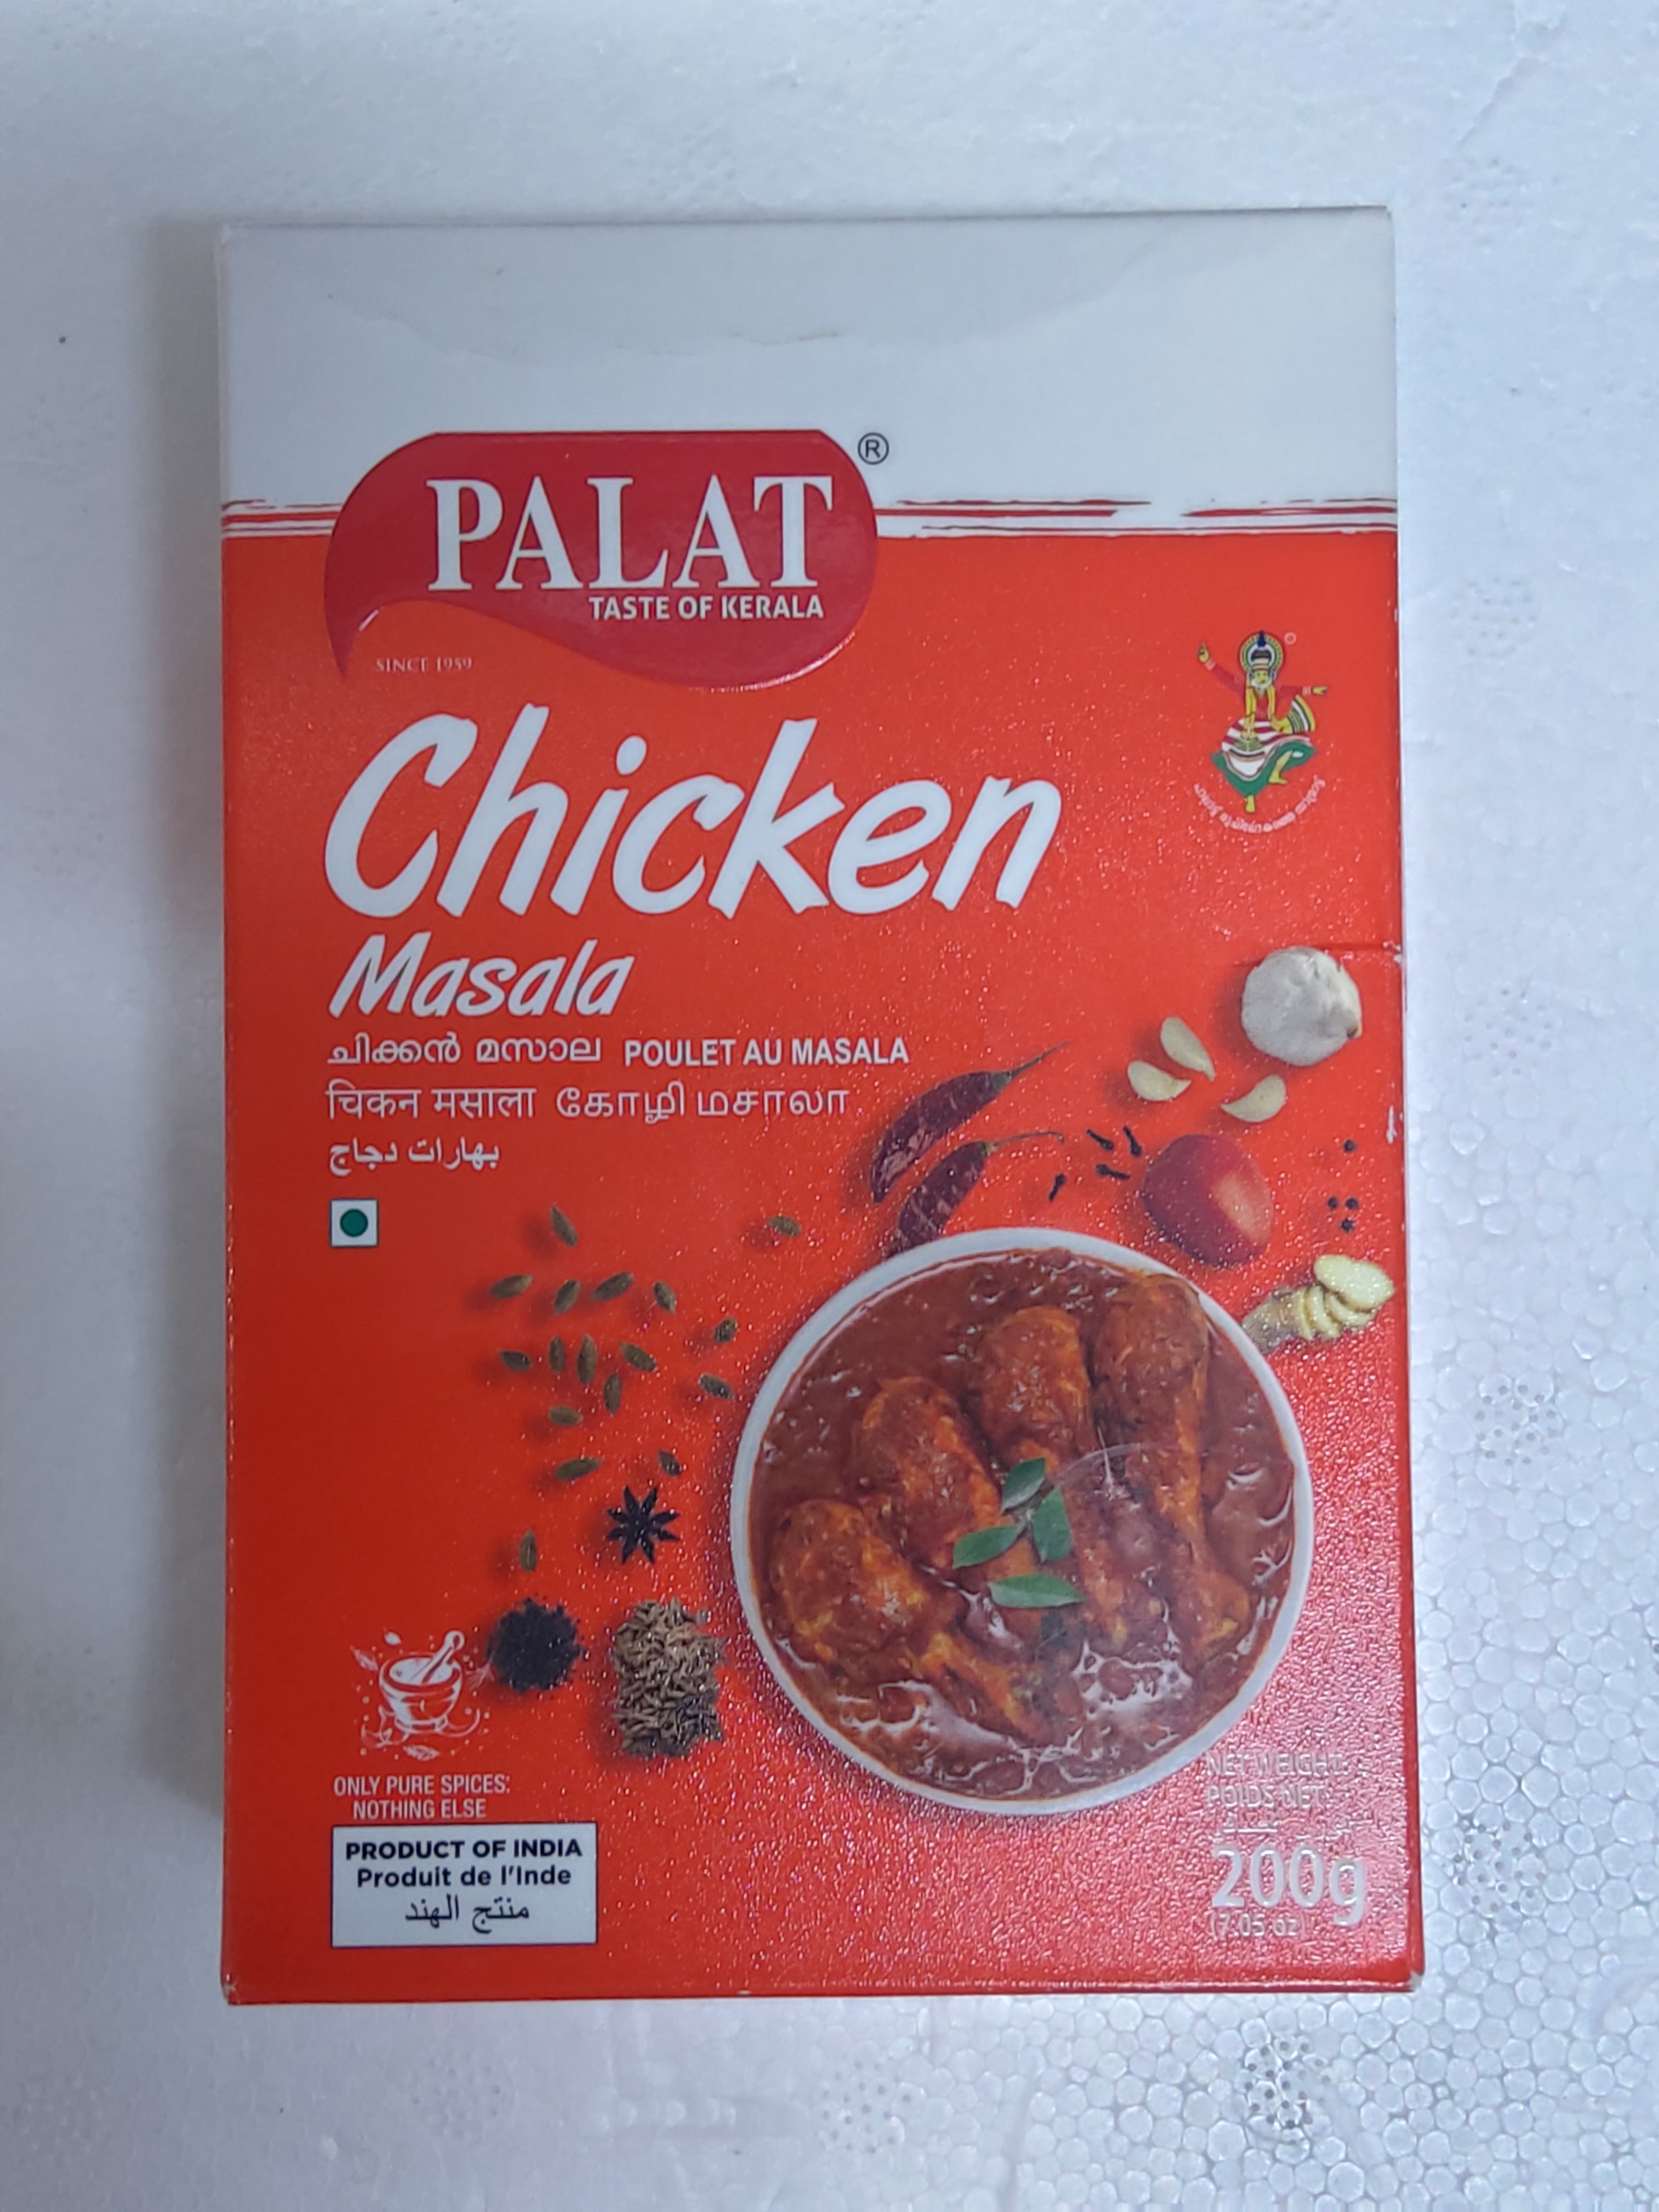 PALAT ®
TASTE OF KERALA
SINCE 1959
Chicken
Masala
ചിക്കൻ മസാല POULET AU MASALA
चिकन मसाला கோழி மசாலா
بهارات دجاج
ONLY PURE SPICES.
NOTHING ELSE
PRODUCT OF INDIA
Produit de l'Inde
منتج الهند
NET WEIGHT:
POIDS NET:
200g
(7.05 oz)